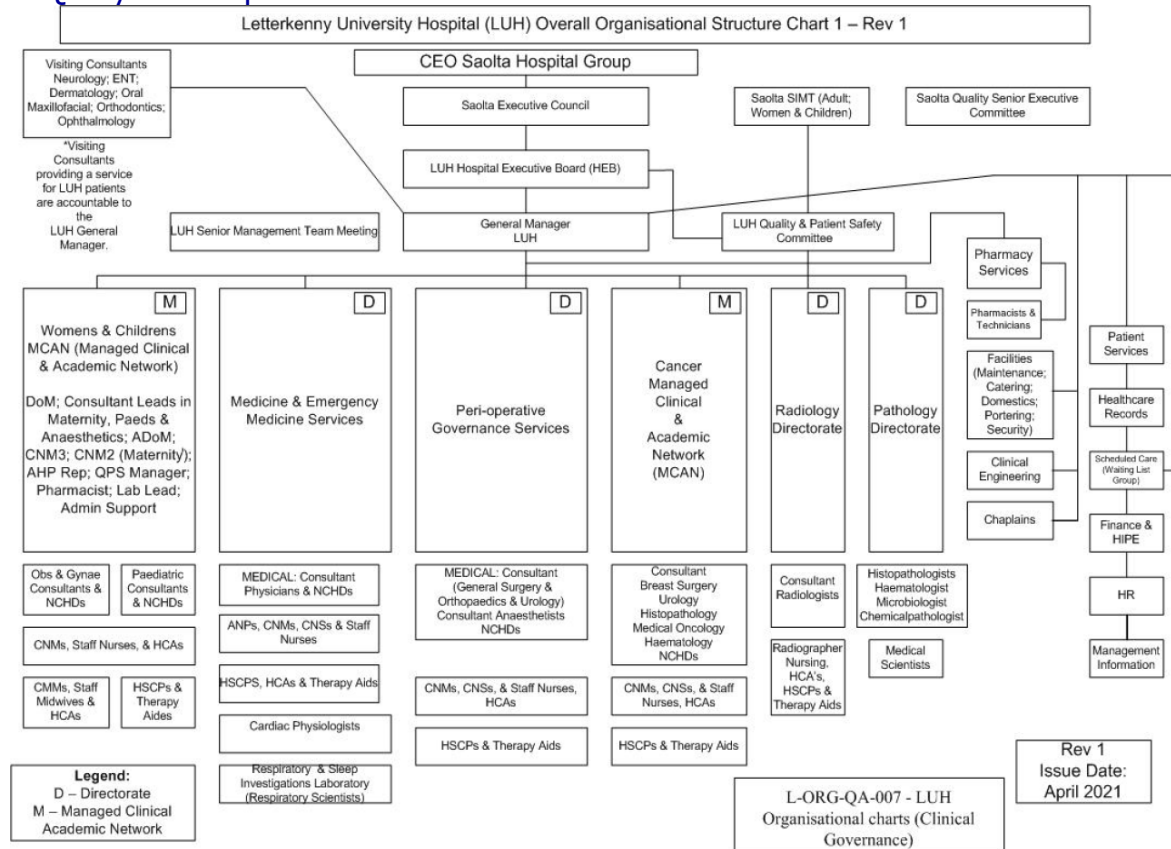 Letterkenny University Hospital (LUH) Overall Organisational Structure Chart 1 – Rev 1
Visiting Consultants
Neurology; ENT;
Dermatology; Oral
Maxillofacial; Orthodontics;
Ophthalmology
*Visiting
Consultants
providing a service
for LUH patients
are accountable to
the
LUH General
Manager.
CEO Saolta Hospital Group
Saolta Executive Council
Saolta SIMT (Adult;
Women & Children)
Saolta Quality Senior Executive
Committee
LUH Hospital Executive Board (HEB)
LUH Senior Management Team Meeting
General Manager
LUH
LUH Quality & Patient Safety
Committee
M
Womens & Childrens
MCAN (Managed Clinical
& Academic Network)
DoM; Consultant Leads in
Maternity, Paeds &
Anaesthetics; ADoM;
CNM3; CNM2 (Maternity);
AHP Rep; QPS Manager;
Pharmacist; Lab Lead;
Admin Support
D
Medicine & Emergency
Medicine Services
D
Peri-operative
Governance Services
M
Cancer
Managed
Clinical
&
Academic
Network
(MCAN)
D
Radiology
Directorate
D
Pathology
Directorate
Pharmacy
Services
Pharmacists &
Technicians
Facilities
(Maintenance;
Catering;
Domestics;
Portering;
Security)
Clinical
Engineering
Chaplains
Patient
Services
Healthcare
Records
Scheduled Care
(Waiting List
Group)
Finance &
HIPE
HR
Management
Information
Obs & Gynae
Consultants &
NCHDs
Paediatric
Consultants
& NCHDs
CNMs, Staff Nurses, & HCAs
CMMs, Staff
Midwives &
HCAs
HSCPs &
Therapy
Aides
MEDICAL: Consultant
Physicians & NCHDs
ANPs, CNMs, CNSs & Staff
Nurses
HSCPS, HCAs & Therapy Aids
Cardiac Physiologists
Respiratory & Sleep
Investigations Laboratory
(Respiratory Scientists)
MEDICAL: Consultant
(General Surgery &
Orthopaedics & Urology)
Consultant Anaesthetists
NCHDs
CNMs, CNSs, & Staff Nurses,
HCAs
HSCPs & Therapy Aids
Consultant
Breast Surgery
Urology
Histopathology
Medical Oncology
Haematology
NCHDs
CNMs, CNSs, & Staff
Nurses, HCAs
HSCPs & Therapy Aids
Consultant
Radiologists
Radiographer
Nursing,
HCA's,
HSCPs &
Therapy Aids
Histopathologists
Haematologist
Microbiologist
Chemicalpathologist
Medical
Scientists
Legend:
D – Directorate
M – Managed Clinical
Academic Network
L-ORG-QA-007 - LUH
Organisational charts (Clinical
Governance)
Rev 1
Issue Date:
April 2021